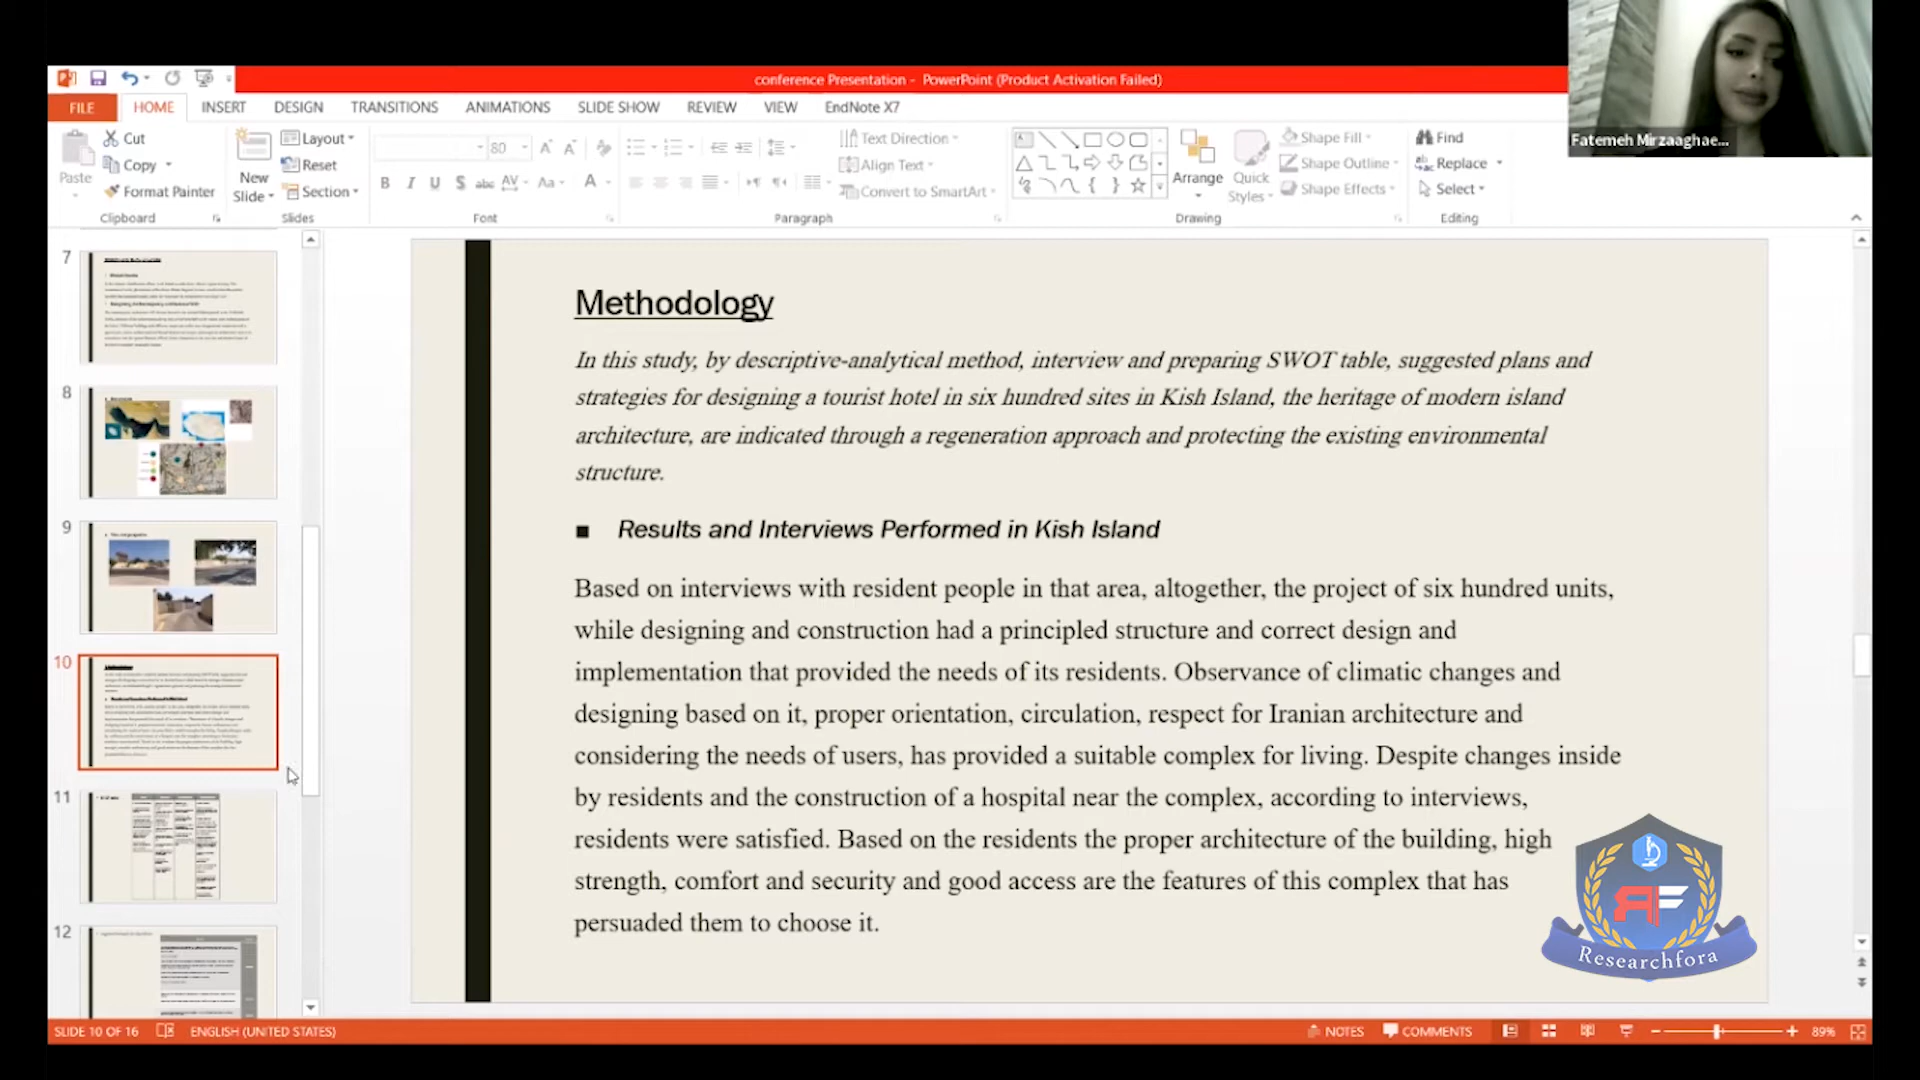 conference Presentation - PowerPoint (Product Activation Failed)
Fatemeh Mirzaaghae...
FILE HOME INSERT DESIGN TRANSITIONS ANIMATIONS SLIDE SHOW REVIEW VIEW EndNote X7
Paste
Cut
Copy
Format Painter
Clipboard
New Slide
Layout
Reset
Section
Slides
80
Font
Text Direction
Align Text
Convert to SmartArt
Paragraph
Arrange
Quick Styles
Shape Fill
Shape Outline
Shape Effects
Drawing
Find
Replace
Select
Editing
7
8
9
10
11
12
Methodology
In this study, by descriptive-analytical method, interview and preparing SWOT table, suggested plans and
strategies for designing a tourist hotel in six hundred sites in Kish Island, the heritage of modern island
architecture, are indicated through a regeneration approach and protecting the existing environmental
structure.
■ Results and Interviews Performed in Kish Island
Based on interviews with resident people in that area, altogether, the project of six hundred units,
while designing and construction had a principled structure and correct design and
implementation that provided the needs of its residents. Observance of climatic changes and
designing based on it, proper orientation, circulation, respect for Iranian architecture and
considering the needs of users, has provided a suitable complex for living. Despite changes inside
by residents and the construction of a hospital near the complex, according to interviews,
residents were satisfied. Based on the residents the proper architecture of the building, high
strength, comfort and security and good access are the features of this complex that has
persuaded them to choose it.
RF
Researchfora
SLIDE 10 OF 16 ENGLISH (UNITED STATES) NOTES COMMENTS 89%